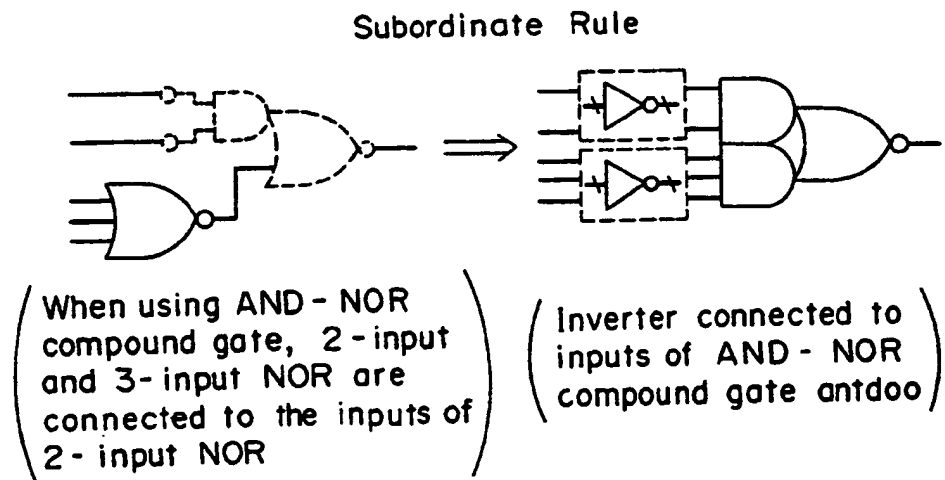 Subordinate Rule
When using AND-NOR
compound gate, 2-input
and 3-input NOR are
connected to the inputs of
2-input NOR
Inverter connected to
inputs of AND-NOR
compound gate antdoo